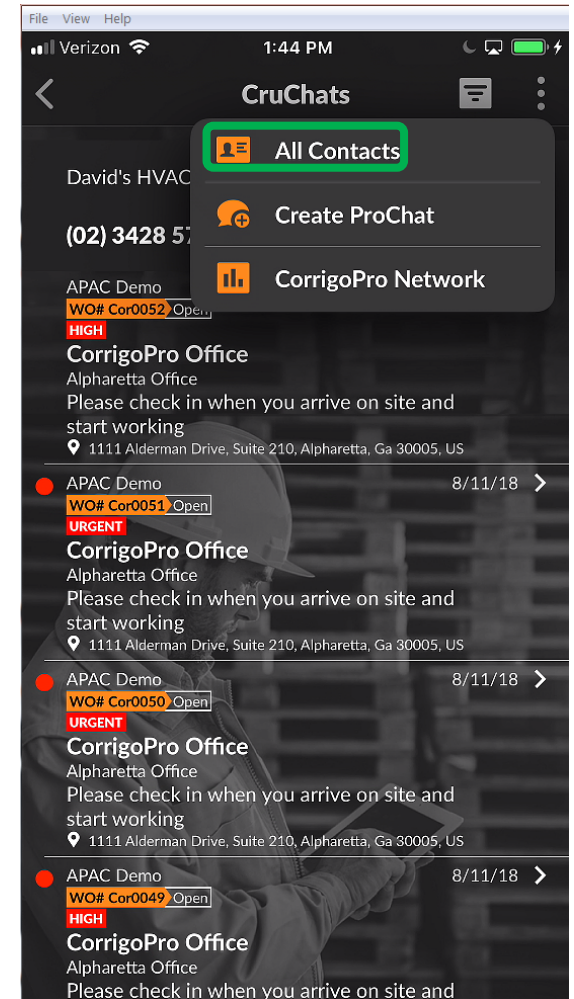 File View Help
Verizon 1:44 PM
CruChats
All Contacts
David's HVAC
Create ProChat
(02) 3428 57
CorrigoPro Network
APAC Demo
WO# Cor0052 Open
HIGH
CorrigoPro Office
Alpharetta Office
Please check in when you arrive on site and
start working
1111 Alderman Drive, Suite 210, Alpharetta, Ga 30005, US
APAC Demo 8/11/18
WO# Cor0051 Open
URGENT
CorrigoPro Office
Alpharetta Office
Please check in when you arrive on site and
start working
1111 Alderman Drive, Suite 210, Alpharetta, Ga 30005, US
APAC Demo 8/11/18
WO# Cor0050 Open
URGENT
CorrigoPro Office
Alpharetta Office
Please check in when you arrive on site and
start working
1111 Alderman Drive, Suite 210, Alpharetta, Ga 30005, US
APAC Demo 8/11/18
WO# Cor0049 Open
HIGH
CorrigoPro Office
Alpharetta Office
Please check in when you arrive on site and